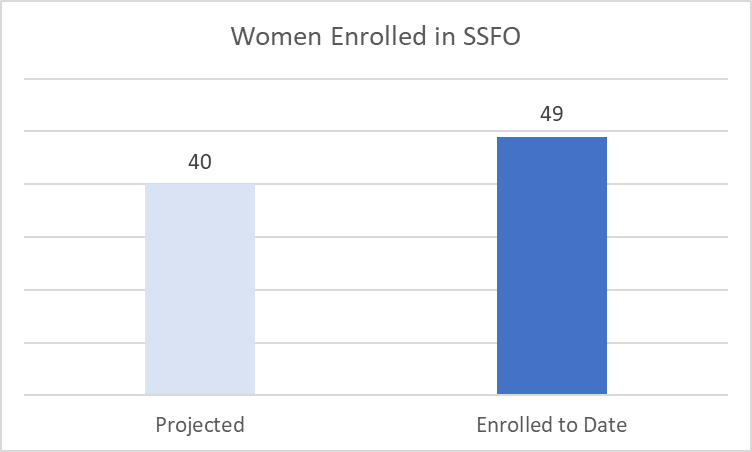 Women Enrolled in SSFO
49
40
Projected
Enrolled to Date